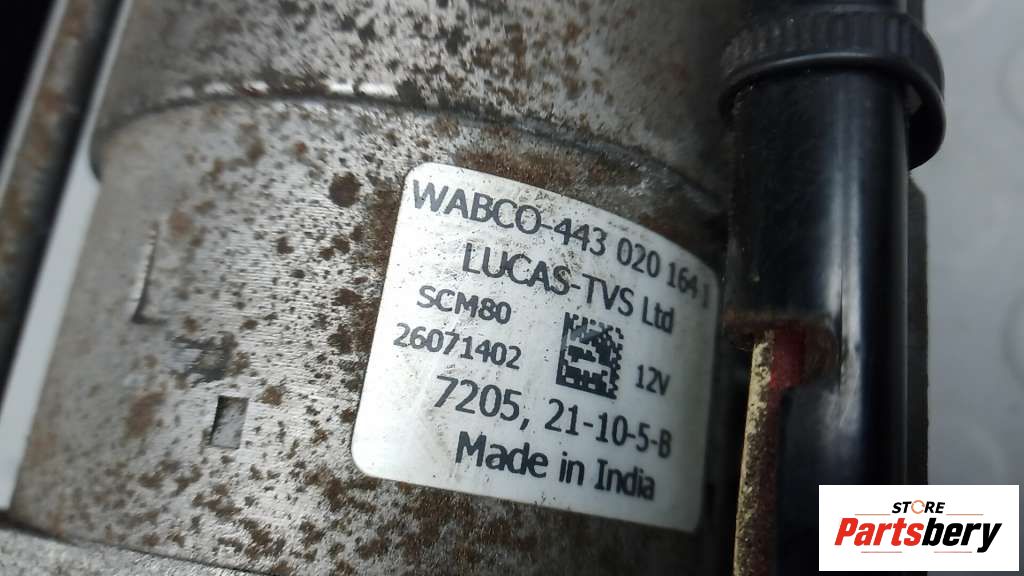 WABCO-443 020 164 1
LUCAS-TVS Ltd
SCM80
26071402
12V
7205, 21-10-5-B
Made in India
STORE
Partsbery